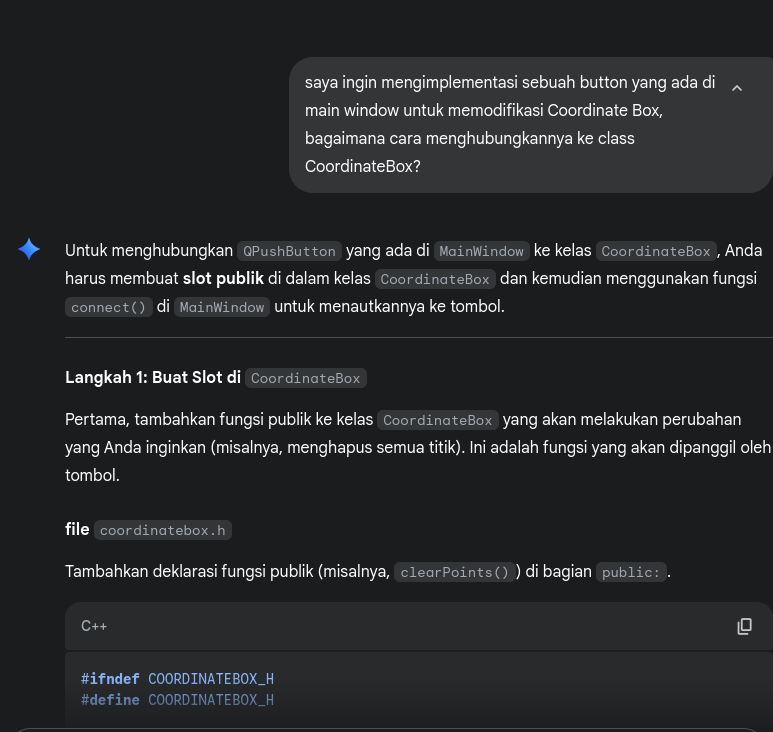 saya ingin mengimplementasi sebuah button yang ada di
main window untuk memodifikasi Coordinate Box,
bagaimana cara menghubungkannya ke class
CoordinateBox?
Untuk menghubungkan QPushButton yang ada di MainWindow ke kelas CoordinateBox, Anda
harus membuat slot publik di dalam kelas CoordinateBox dan kemudian menggunakan fungsi
connect() di MainWindow untuk menautkannya ke tombol.
Langkah 1: Buat Slot di CoordinateBox
Pertama, tambahkan fungsi publik ke kelas CoordinateBox yang akan melakukan perubahan
yang Anda inginkan (misalnya, menghapus semua titik). Ini adalah fungsi yang akan dipanggil oleh
tombol.
file coordinatebox.h
Tambahkan deklarasi fungsi publik (misalnya, clearPoints()) di bagian public:.
C++
#ifndef COORDINATEBOX_H
#define COORDINATEBOX_H